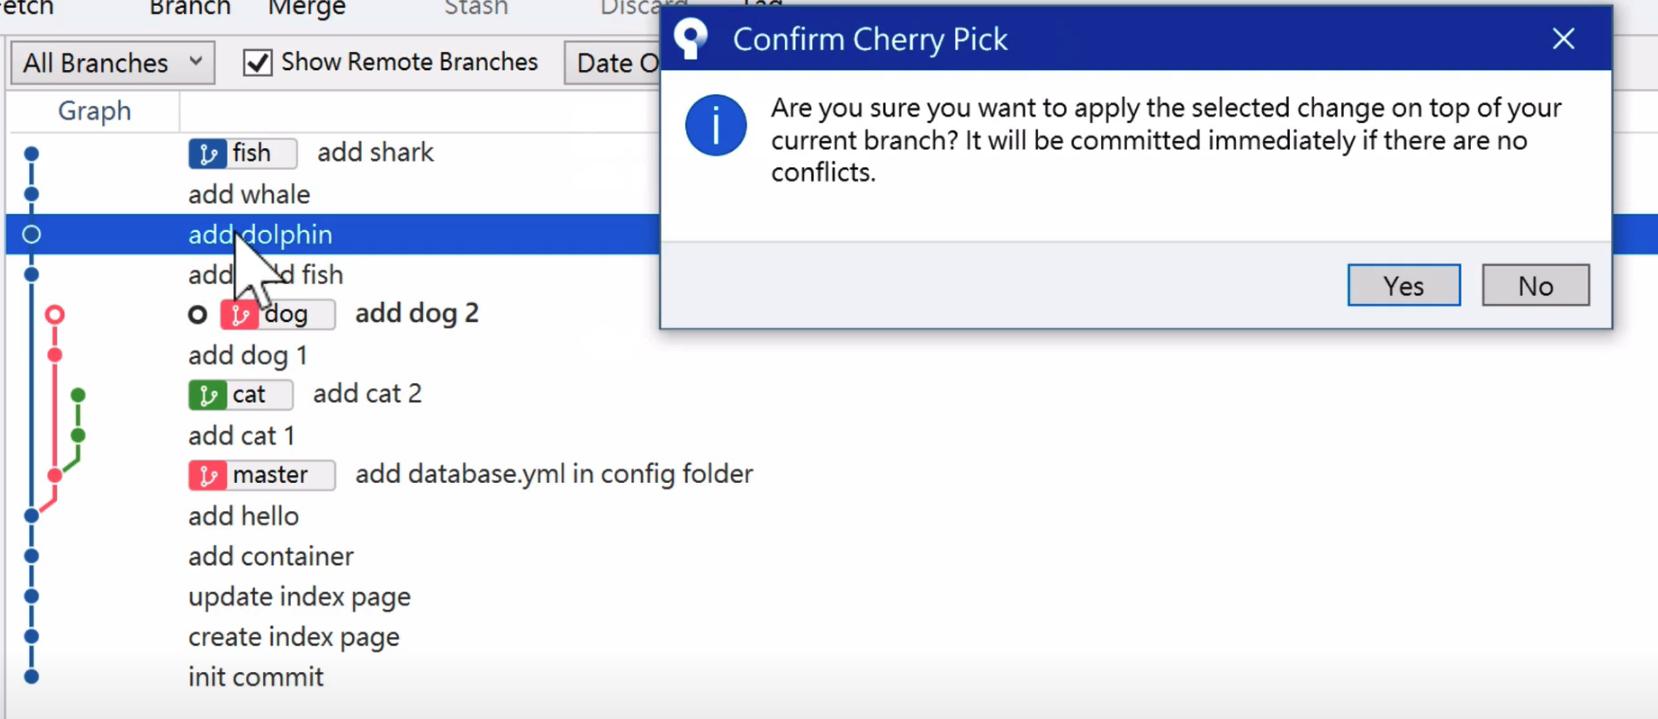 Branch Merge Stash
All Branches Show Remote Branches Date O
Graph
fish add shark
add whale
add dolphin
add fish
dog add dog 2
add dog 1
cat add cat 2
add cat 1
master add database.yml in config folder
add hello
add container
update index page
create index page
init commit
Confirm Cherry Pick
Are you sure you want to apply the selected change on top of your
current branch? It will be committed immediately if there are no
conflicts.
Yes No